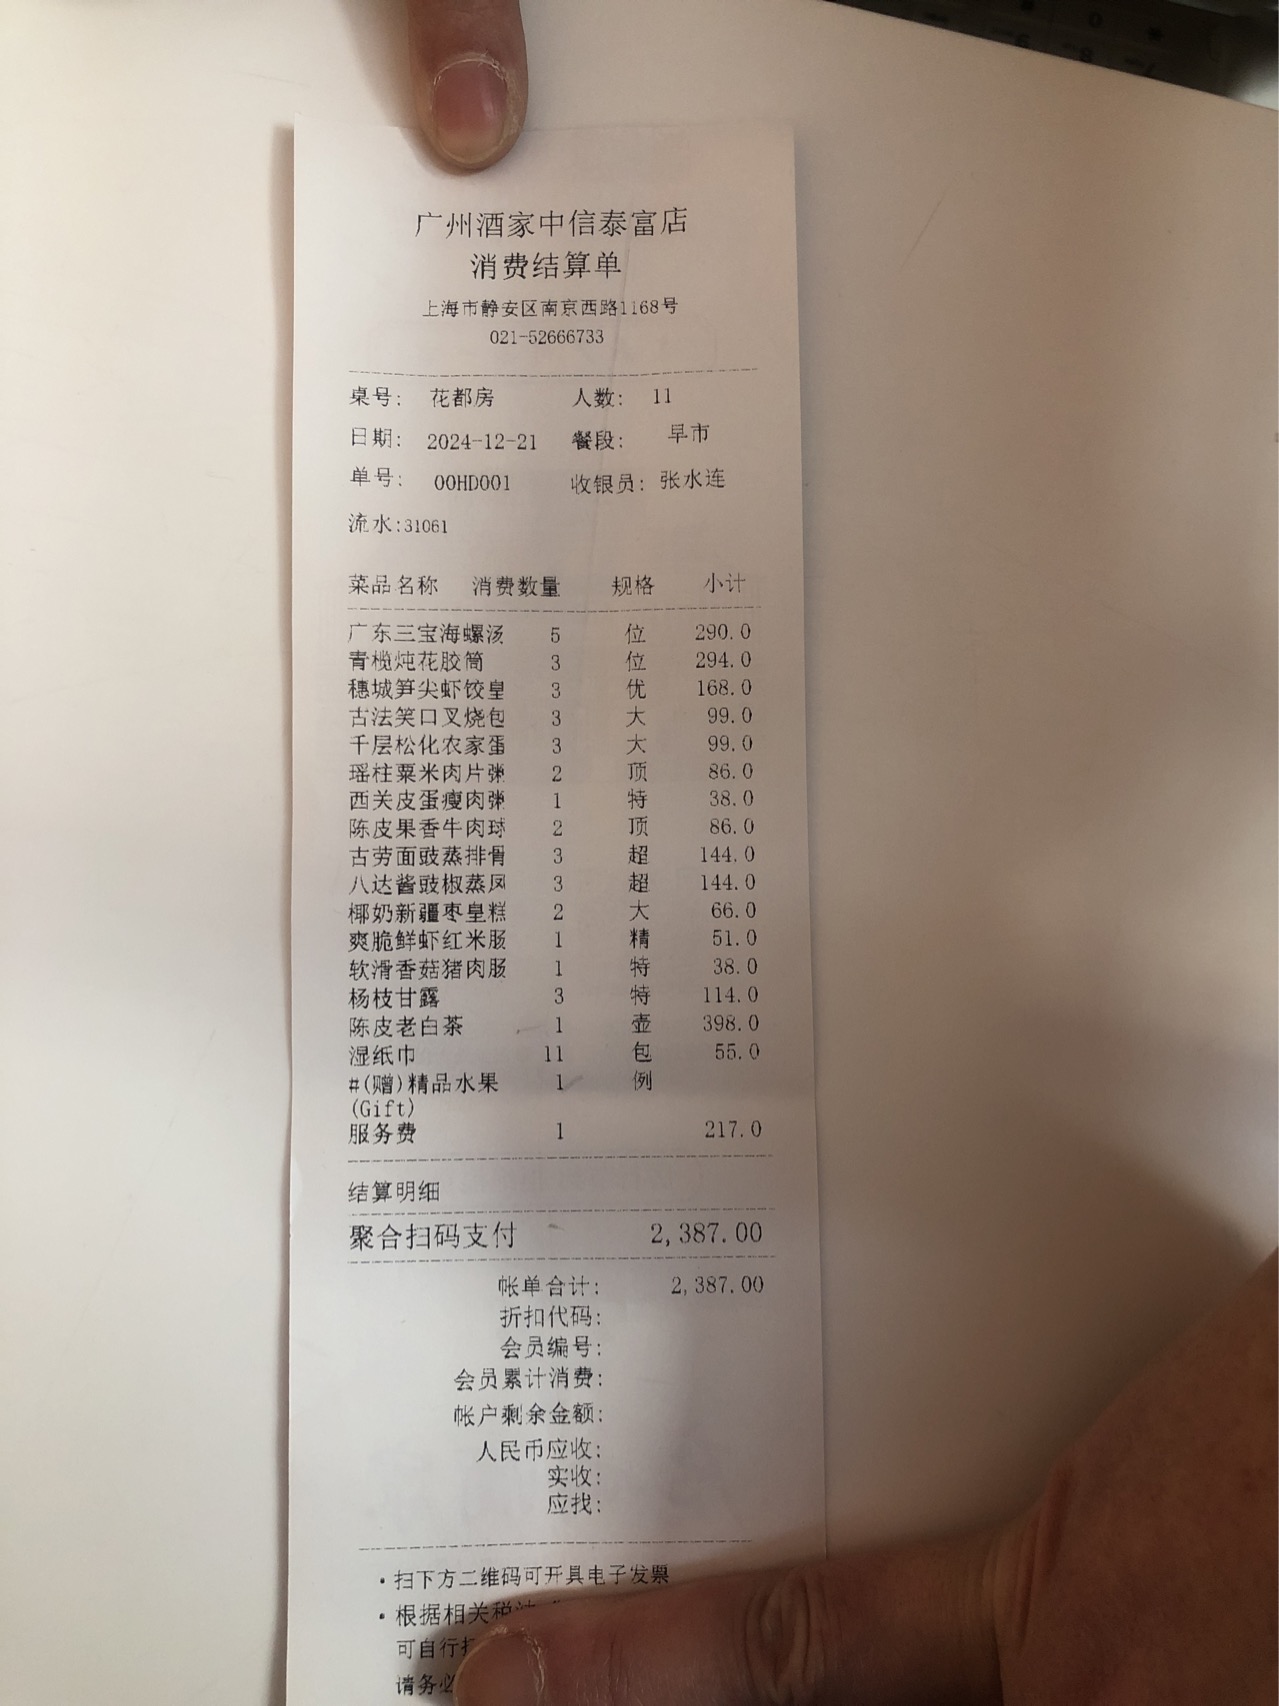 广州酒家中信泰富店
消费结算单
上海市静安区南京西路1168号
021-52666733
桌号: 花都房 人数: 11
日期: 2024-12-21 餐段: 早市
单号: 00HD001 收银员: 张水连
流水:31061
菜品名称 消费数量 规格 小计
广东三宝海螺汤 5 位 290.0
青榄炖花胶筒 3 位 294.0
穗城笋尖虾饺皇 3 优 168.0
古法笑口叉烧包 3 大 99.0
千层松化农家蛋 3 大 99.0
瑶柱粟米肉片粥 2 顶 86.0
西关皮蛋瘦肉粥 1 特 38.0
陈皮果香牛肉球 2 顶 86.0
古劳面豉蒸排骨 3 超 144.0
八达酱豉椒蒸凤 3 超 144.0
椰奶新疆枣皇糕 2 大 66.0
爽脆鲜虾红米肠 1 精 51.0
软滑香菇猪肉肠 1 特 38.0
杨枝甘露 3 特 114.0
陈皮老白茶 1 壶 398.0
湿纸巾 11 包 55.0
#(赠)精品水果 1 例
(Gift)
服务费 1 217.0
结算明细
聚合扫码支付 2,387.00
帐单合计: 2,387.00
折扣代码:
会员编号:
会员累计消费:
帐户剩余金额:
人民币应收:
实收:
应找:
·扫下方二维码可开具电子发票
·根据相关税
可自行
请务必